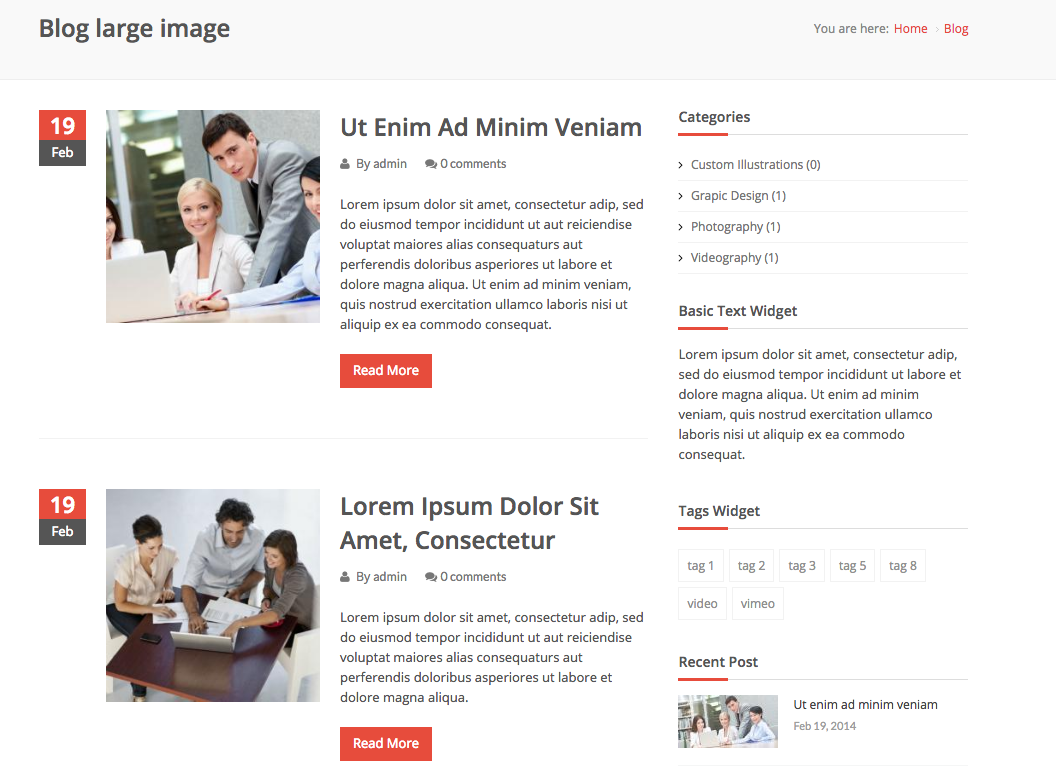 Blog large image
You are here: Home Blog
19
Feb
Ut Enim Ad Minim Veniam
By admin 0 comments
Lorem ipsum dolor sit amet, consectetur adip, sed
do eiusmod tempor incididunt ut aut reiciendise
voluptat maiores alias consequaturs aut
perferendis doloribus asperiores ut labore et
dolore magna aliqua. Ut enim ad minim veniam,
quis nostrud exercitation ullamco laboris nisi ut
aliquip ex ea commodo consequat.
Read More
19
Feb
Lorem Ipsum Dolor Sit
Amet, Consectetur
By admin 0 comments
Lorem ipsum dolor sit amet, consectetur adip, sed
do eiusmod tempor incididunt ut aut reiciendise
voluptat maiores alias consequaturs aut
perferendis doloribus asperiores ut labore et
dolore magna aliqua.
Read More
Categories
Custom Illustrations (0)
Grapic Design (1)
Photography (1)
Videography (1)
Basic Text Widget
Lorem ipsum dolor sit amet, consectetur adip,
sed do eiusmod tempor incididunt ut labore et
dolore magna aliqua. Ut enim ad minim
veniam, quis nostrud exercitation ullamco
laboris nisi ut aliquip ex ea commodo
consequat.
Tags Widget
tag 1 tag 2 tag 3 tag 5 tag 8
video vimeo
Recent Post
Ut enim ad minim veniam
Feb 19, 2014